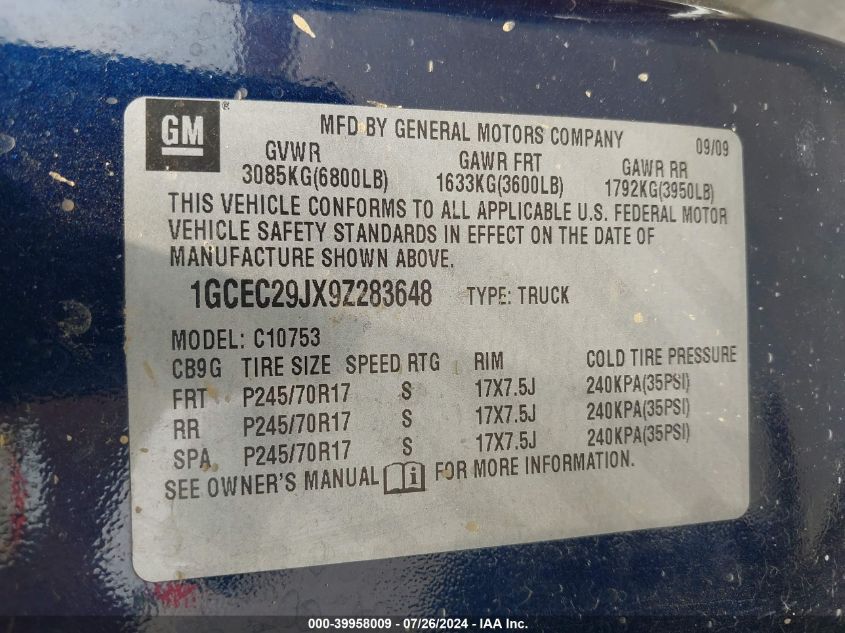 GM®
MFD BY GENERAL MOTORS COMPANY 09/09
GVWR GAWR FRT GAWR RR
3085KG(6800LB) 1633KG(3600LB) 1792KG(3950LB)
THIS VEHICLE CONFORMS TO ALL APPLICABLE U.S. FEDERAL MOTOR
VEHICLE SAFETY STANDARDS IN EFFECT ON THE DATE OF
MANUFACTURE SHOWN ABOVE.
1GCEC29JX9Z283648 TYPE: TRUCK
MODEL: C10753
CB9G TIRE SIZE SPEED RTG RIM COLD TIRE PRESSURE
FRT P245/70R17 S 17X7.5J 240KPA(35PSI)
RR P245/70R17 S 17X7.5J 240KPA(35PSI)
SPA P245/70R17 S 17X7.5J 240KPA(35PSI)
SEE OWNER'S MANUAL i FOR MORE INFORMATION.
000-39958009 - 07/26/2024 - IAA Inc.